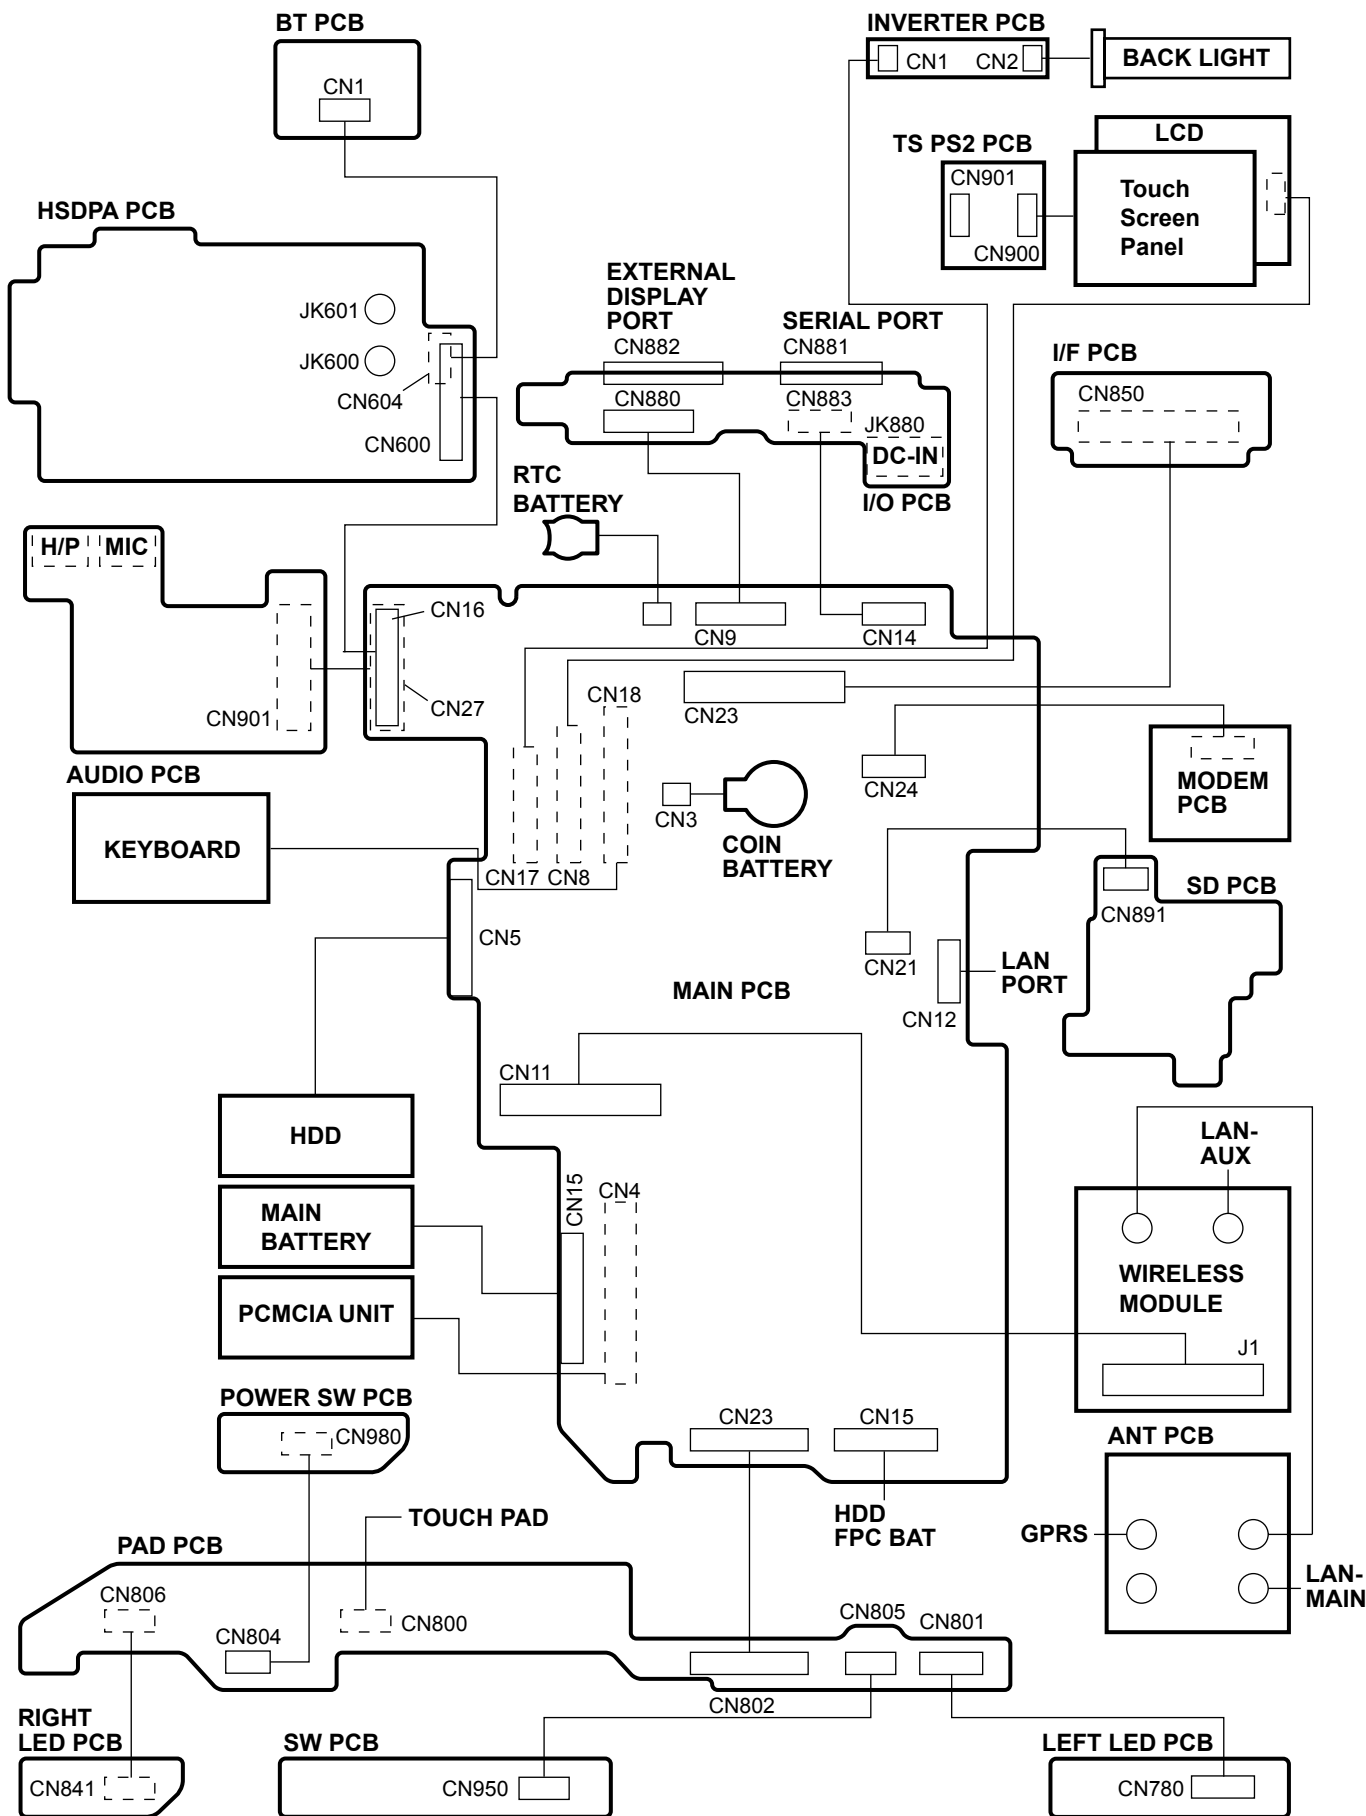 BT PCB
CN1
INVERTER PCB
CN1
CN2
BACK LIGHT
TS PS2 PCB
CN901
CN900
LCD
Touch
Screen
Panel
HSDPA PCB
JK601
JK600
CN604
CN600
EXTERNAL
DISPLAY
PORT
CN882
SERIAL PORT
CN881
CN880
CN883
JK880
DC-IN
I/O PCB
I/F PCB
CN850
RTC
BATTERY
H/P
MIC
CN901
AUDIO PCB
CN16
CN27
CN9
CN14
CN18
CN23
CN24
MODEM
PCB
KEYBOARD
CN17
CN8
CN3
COIN
BATTERY
CN5
CN21
CN12
LAN
PORT
CN891
SD PCB
MAIN PCB
CN11
HDD
MAIN
BATTERY
PCMCIA UNIT
CN15
CN4
LAN-
AUX
WIRELESS
MODULE
J1
POWER SW PCB
CN980
CN23
CN15
HDD
FPC BAT
ANT PCB
GPRS
LAN-
MAIN
TOUCH PAD
PAD PCB
CN806
CN804
CN800
CN805
CN801
CN802
RIGHT
LED PCB
CN841
SW PCB
CN950
LEFT LED PCB
CN780